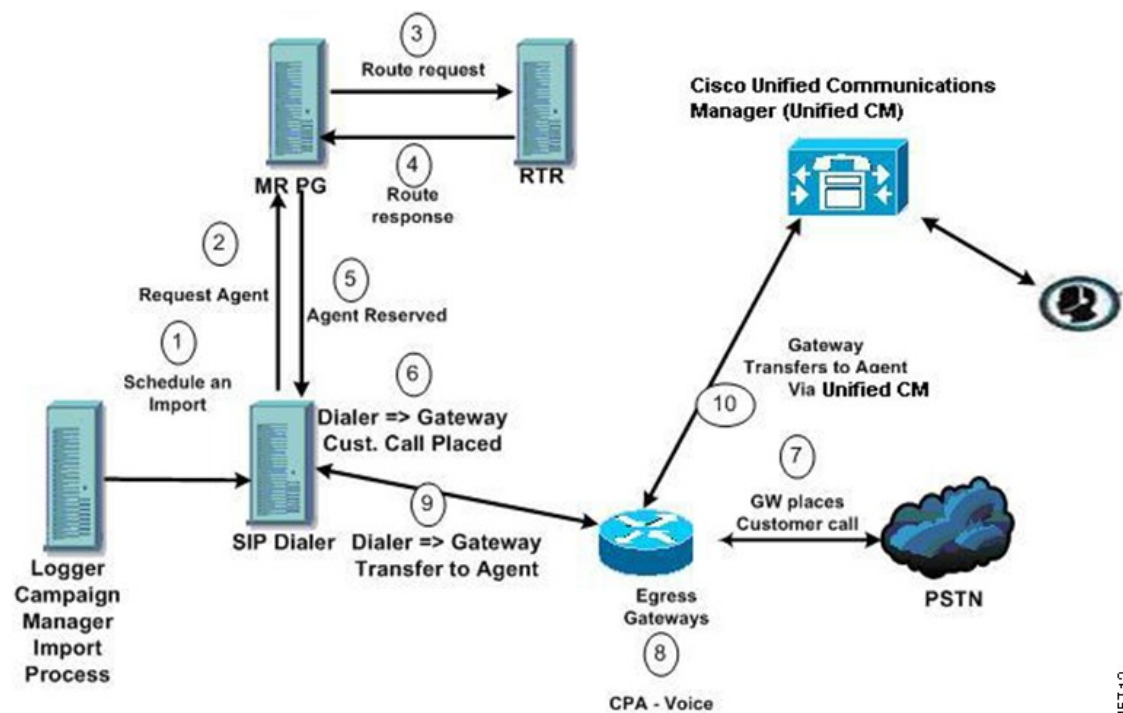 3
Route request
Cisco Unified Communications
Manager (Unified CM)
MR PG
4
Route
response
RTR
2
Request Agent
5
Agent Reserved
1
Schedule an
Import
6
Dialer => Gateway
Cust. Call Placed
Gateway
Transfers to Agent
Via Unified CM
10
7
GW places
Customer call
9
SIP Dialer
Dialer => Gateway
Transfer to Agent
Logger
Campaign
Manager
Import
Process
Egress
Gateways
8
CPA - Voice
PSTN